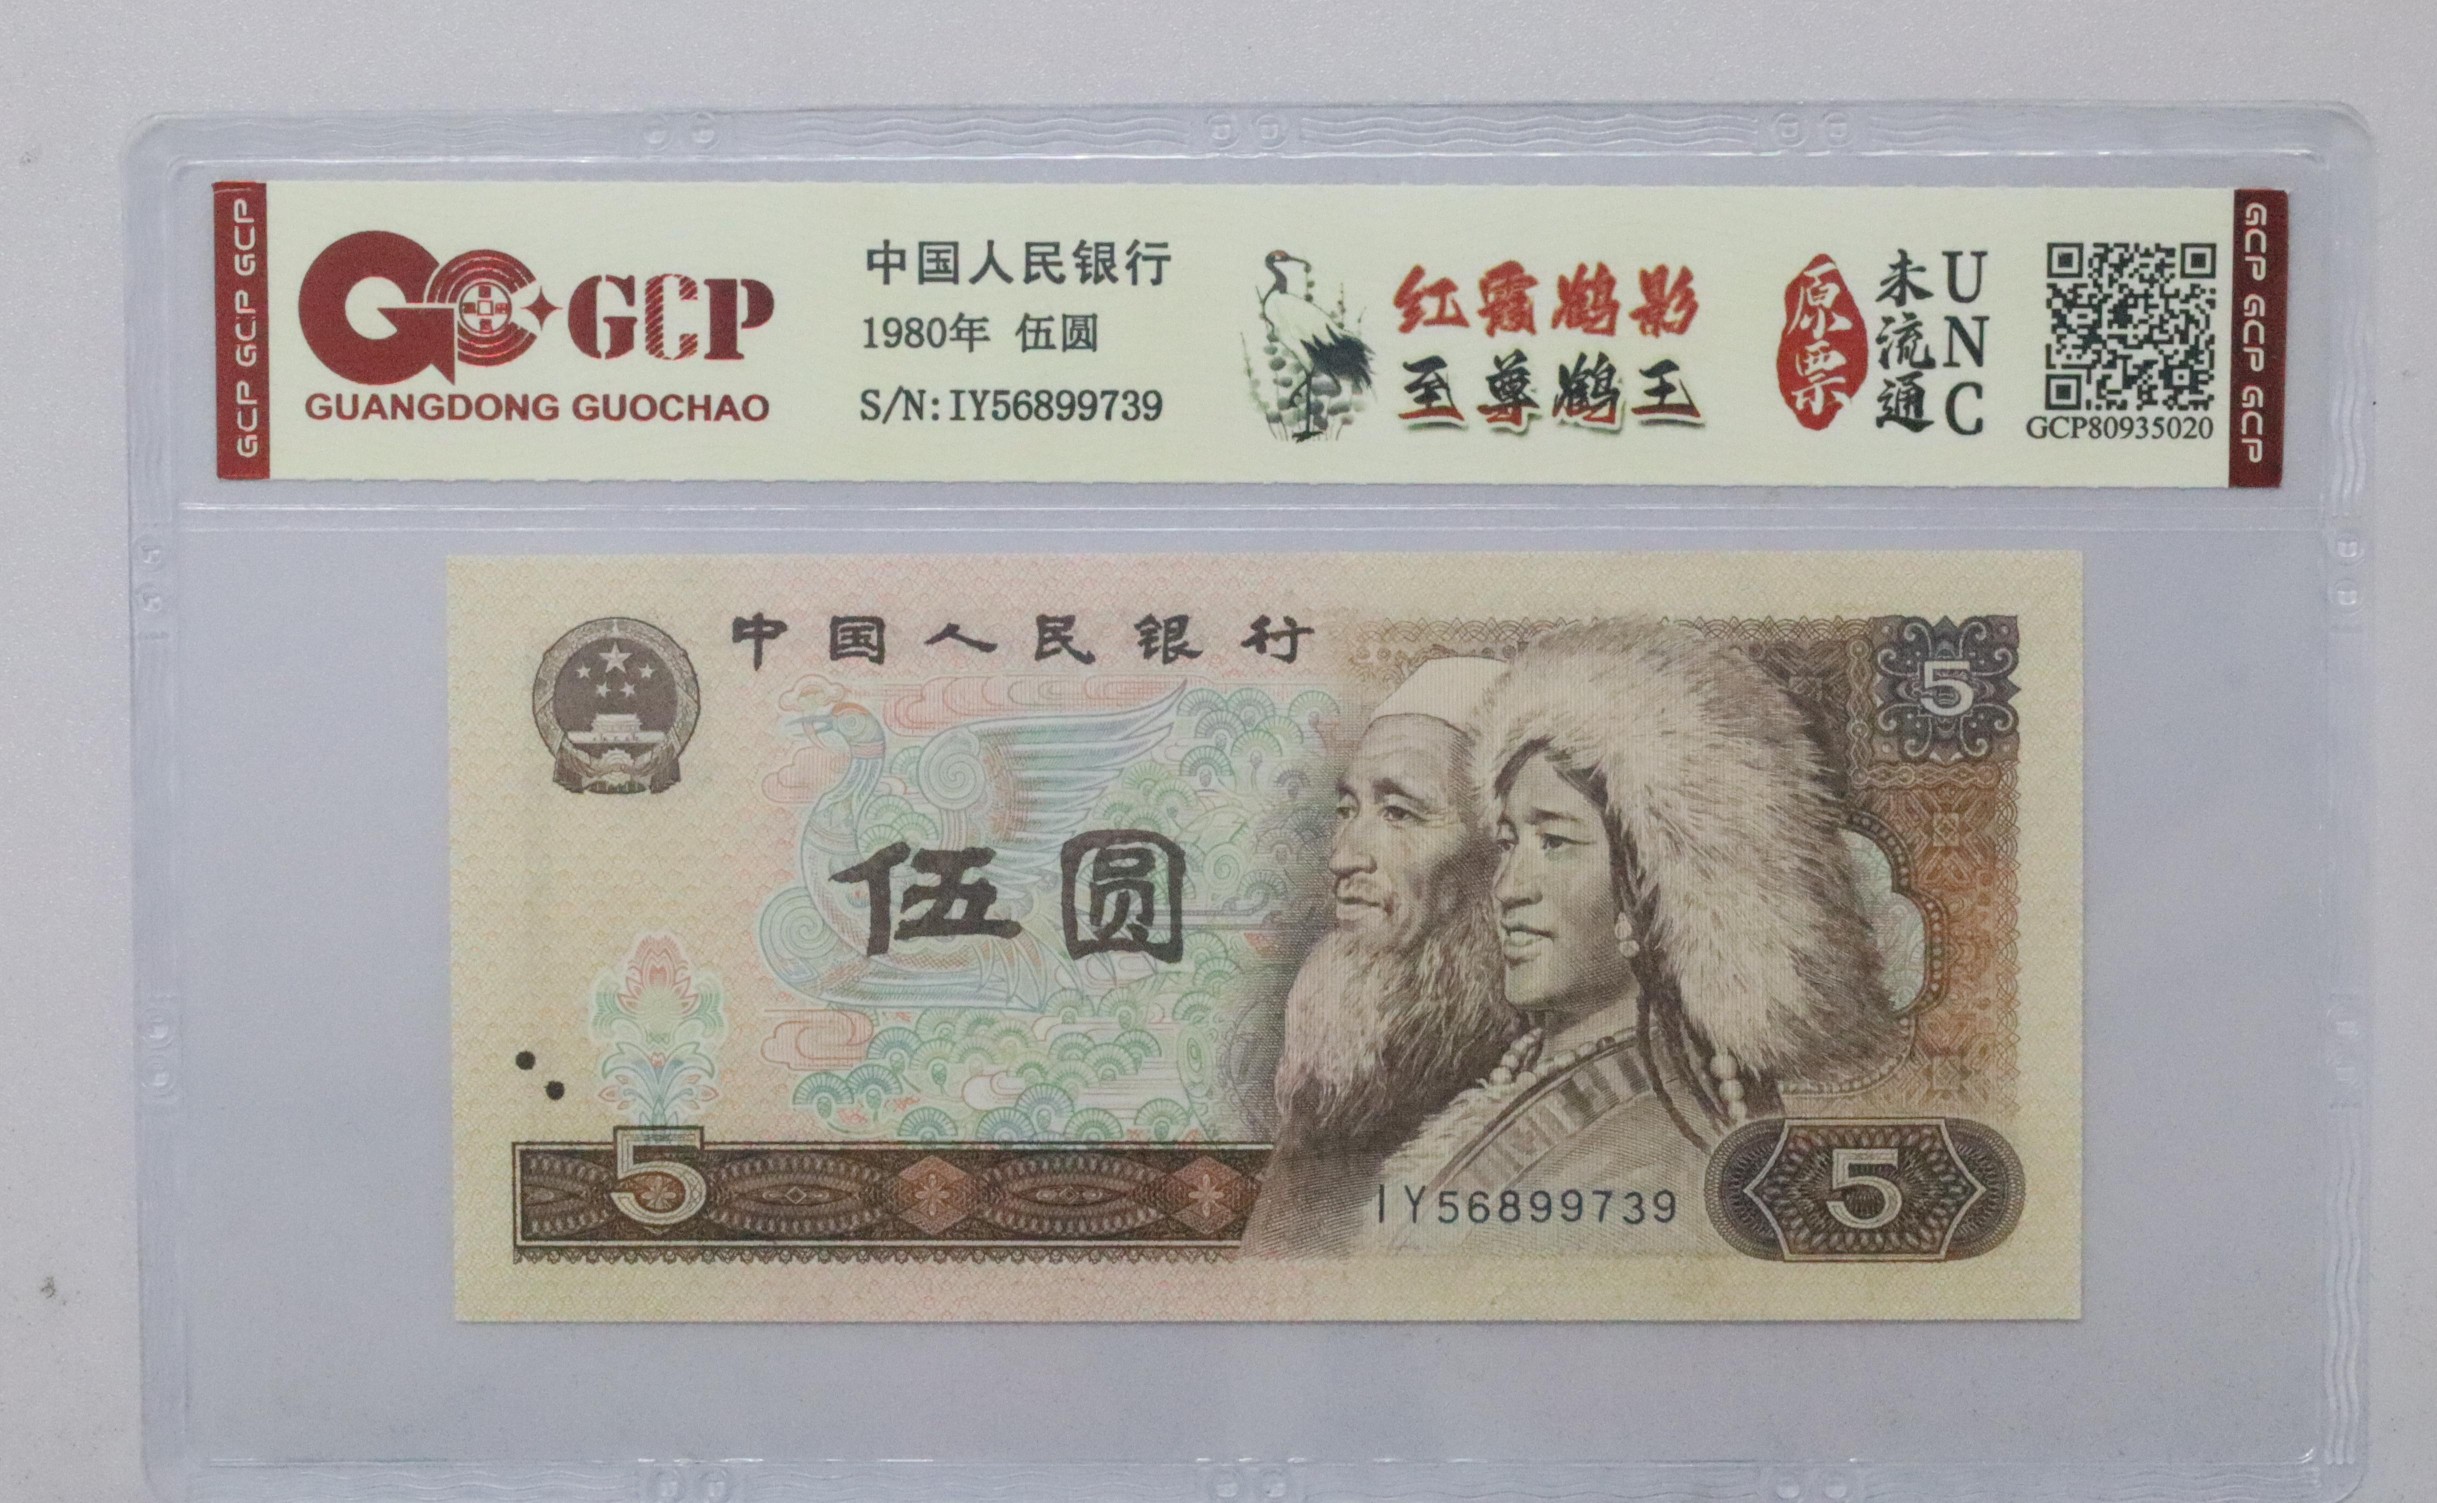 GCP GCP GCP
GCP
GUANGDONG GUOCHAO
中国人民银行
1980年 伍圆
S/N:IY56899739
红霞鹤影
至尊鹤王
原票
未流通
UNC
GCP80935020
GCP GCP GCP
中国人民银行
5
伍圆
5
IY56899739
5